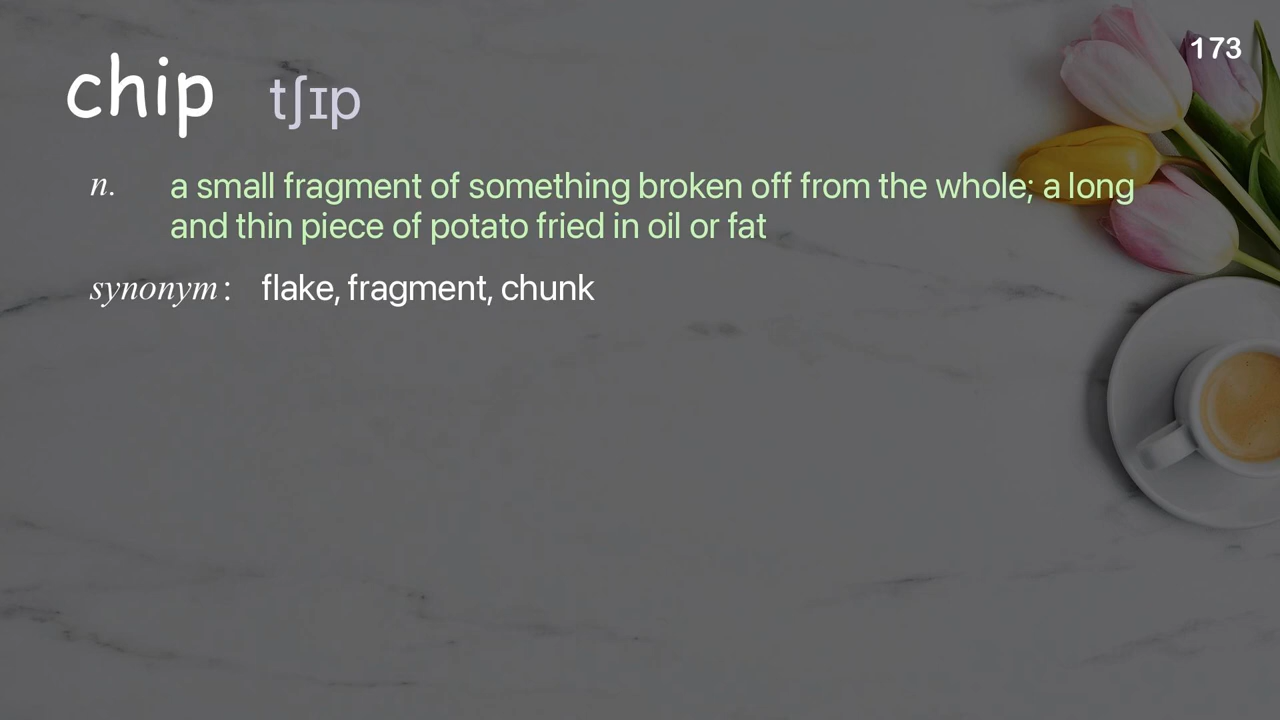 173
chip tʃɪp
n. a small fragment of something broken off from the whole; a long
and thin piece of potato fried in oil or fat
synonym: flake, fragment, chunk